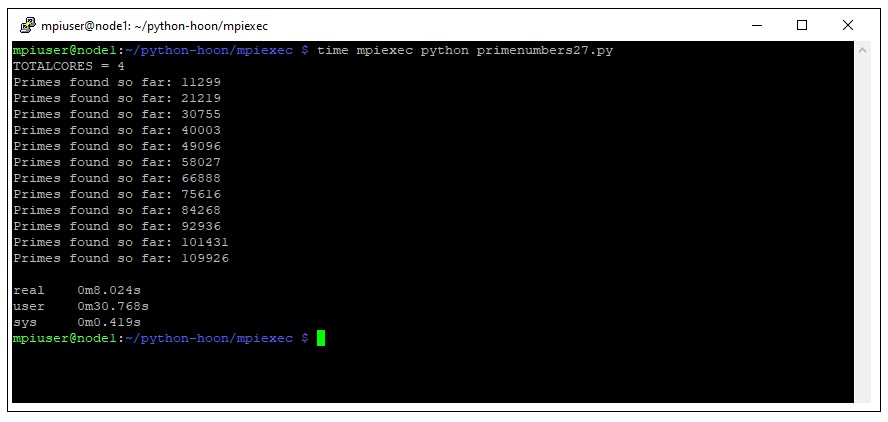 mpiuser@node1: ~/python-hoon/mpiexec
mpiuser@node1:~/python-hoon/mpiexec $ time mpiexec python primenumbers27.py
TOTALCORES = 4
Primes found so far: 11299
Primes found so far: 21219
Primes found so far: 30755
Primes found so far: 40003
Primes found so far: 49096
Primes found so far: 58027
Primes found so far: 66888
Primes found so far: 75616
Primes found so far: 84268
Primes found so far: 92936
Primes found so far: 101431
Primes found so far: 109926
real    0m8.024s
user    0m30.768s
sys     0m0.419s
mpiuser@node1:~/python-hoon/mpiexec $